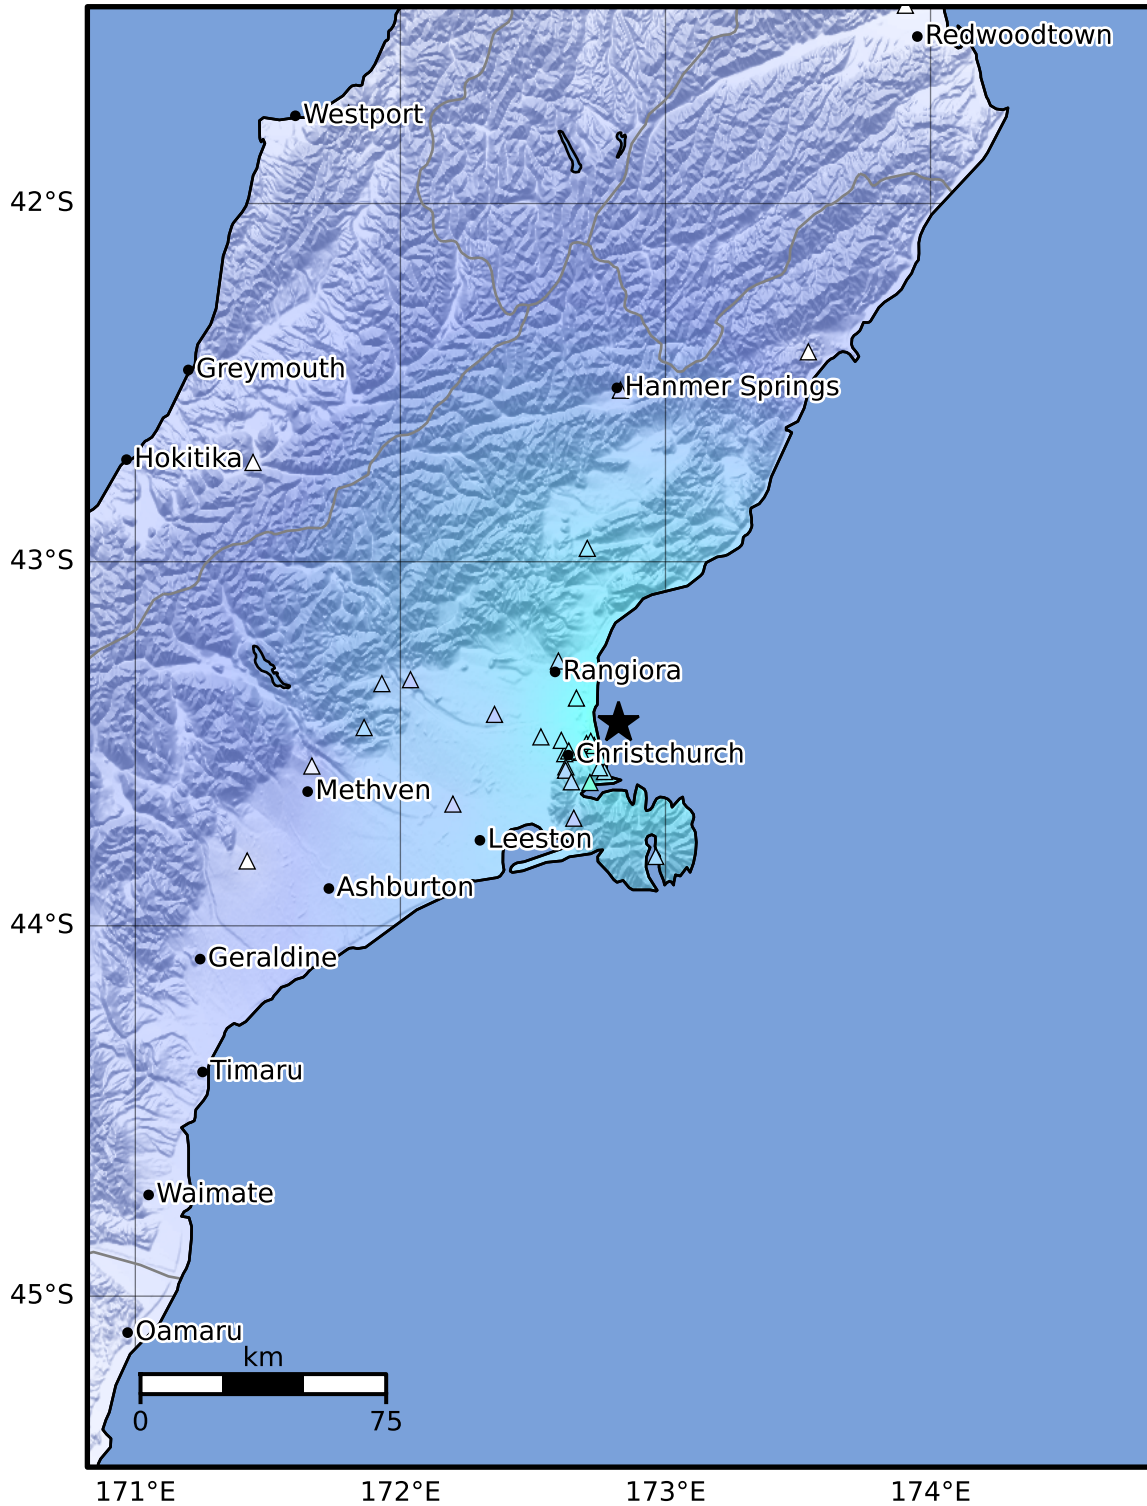 Redwoodtown
Westport
42°S
Greymouth
Hanmer Springs
Hokitika
43°S
Rangiora
Christchurch
Methven
Leeston
Ashburton
44°S
Geraldine
Timaru
Waimate
45°S
Oamaru
km
0 75
171°E 172°E 173°E 174°E